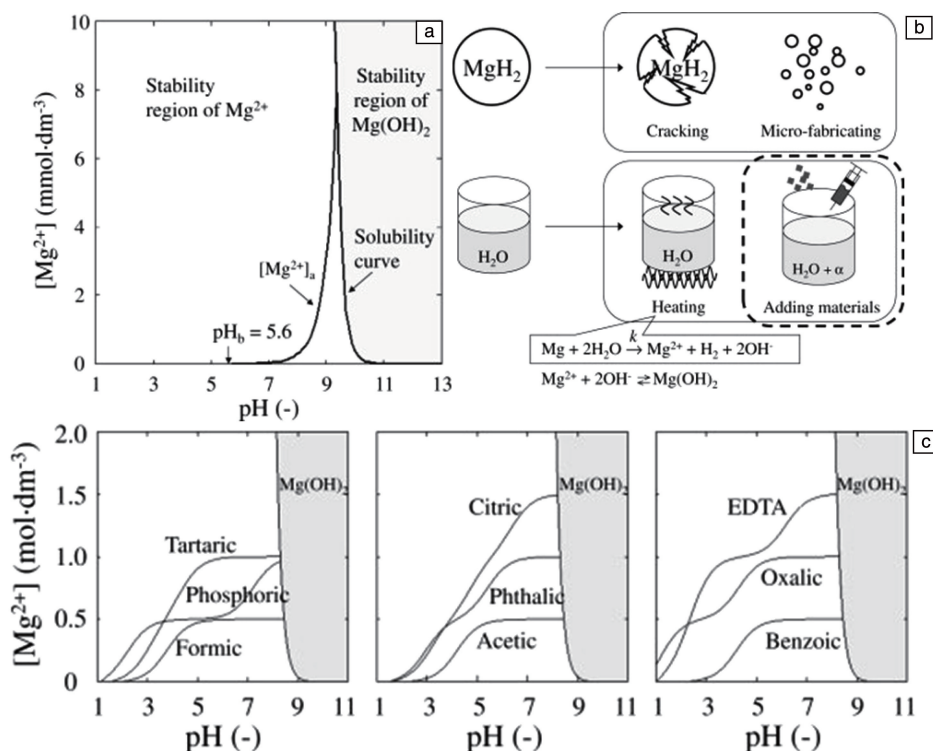 a
[Mg²⁺] (mmol·dm⁻³)
10
8
6
4
2
0
Stability
region of Mg²⁺
Stability
region of
Mg(OH)₂
[Mg²⁺]ₐ
Solubility
curve
pH_b = 5.6
1 3 5 7 9 11 13
pH (-)
b
MgH₂
MgH₂
Cracking
Micro-fabricating
H₂O
H₂O
H₂O + α
Heating
Adding materials
k
Mg + 2H₂O → Mg²⁺ + H₂ + 2OH⁻
Mg²⁺ + 2OH⁻ ⇌ Mg(OH)₂
c
[Mg²⁺] (mol·dm⁻³)
2.0
1.5
1.0
0.5
0
Mg(OH)₂
Tartaric
Phosphoric
Formic
1 3 5 7 9 11
pH (-)
Mg(OH)₂
Citric
Phthalic
Acetic
1 3 5 7 9 11
pH (-)
Mg(OH)₂
EDTA
Oxalic
Benzoic
1 3 5 7 9 11
pH (-)